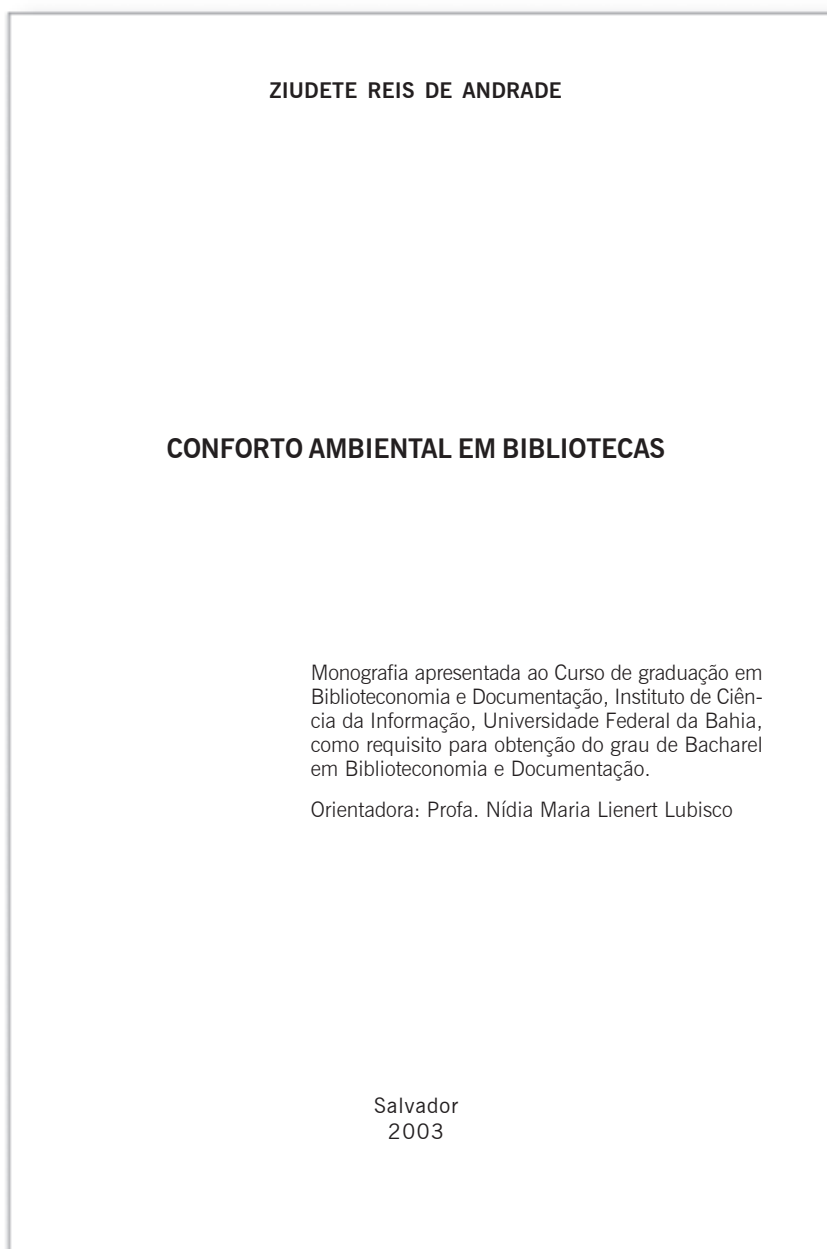 ZIUDETE REIS DE ANDRADE
CONFORTO AMBIENTAL EM BIBLIOTECAS
Monografia apresentada ao Curso de graduação em
Biblioteconomia e Documentação, Instituto de Ciên-
cia da Informação, Universidade Federal da Bahia,
como requisito para obtenção do grau de Bacharel
em Biblioteconomia e Documentação.
Orientadora: Profa. Nídia Maria Lienert Lubisco
Salvador
2003